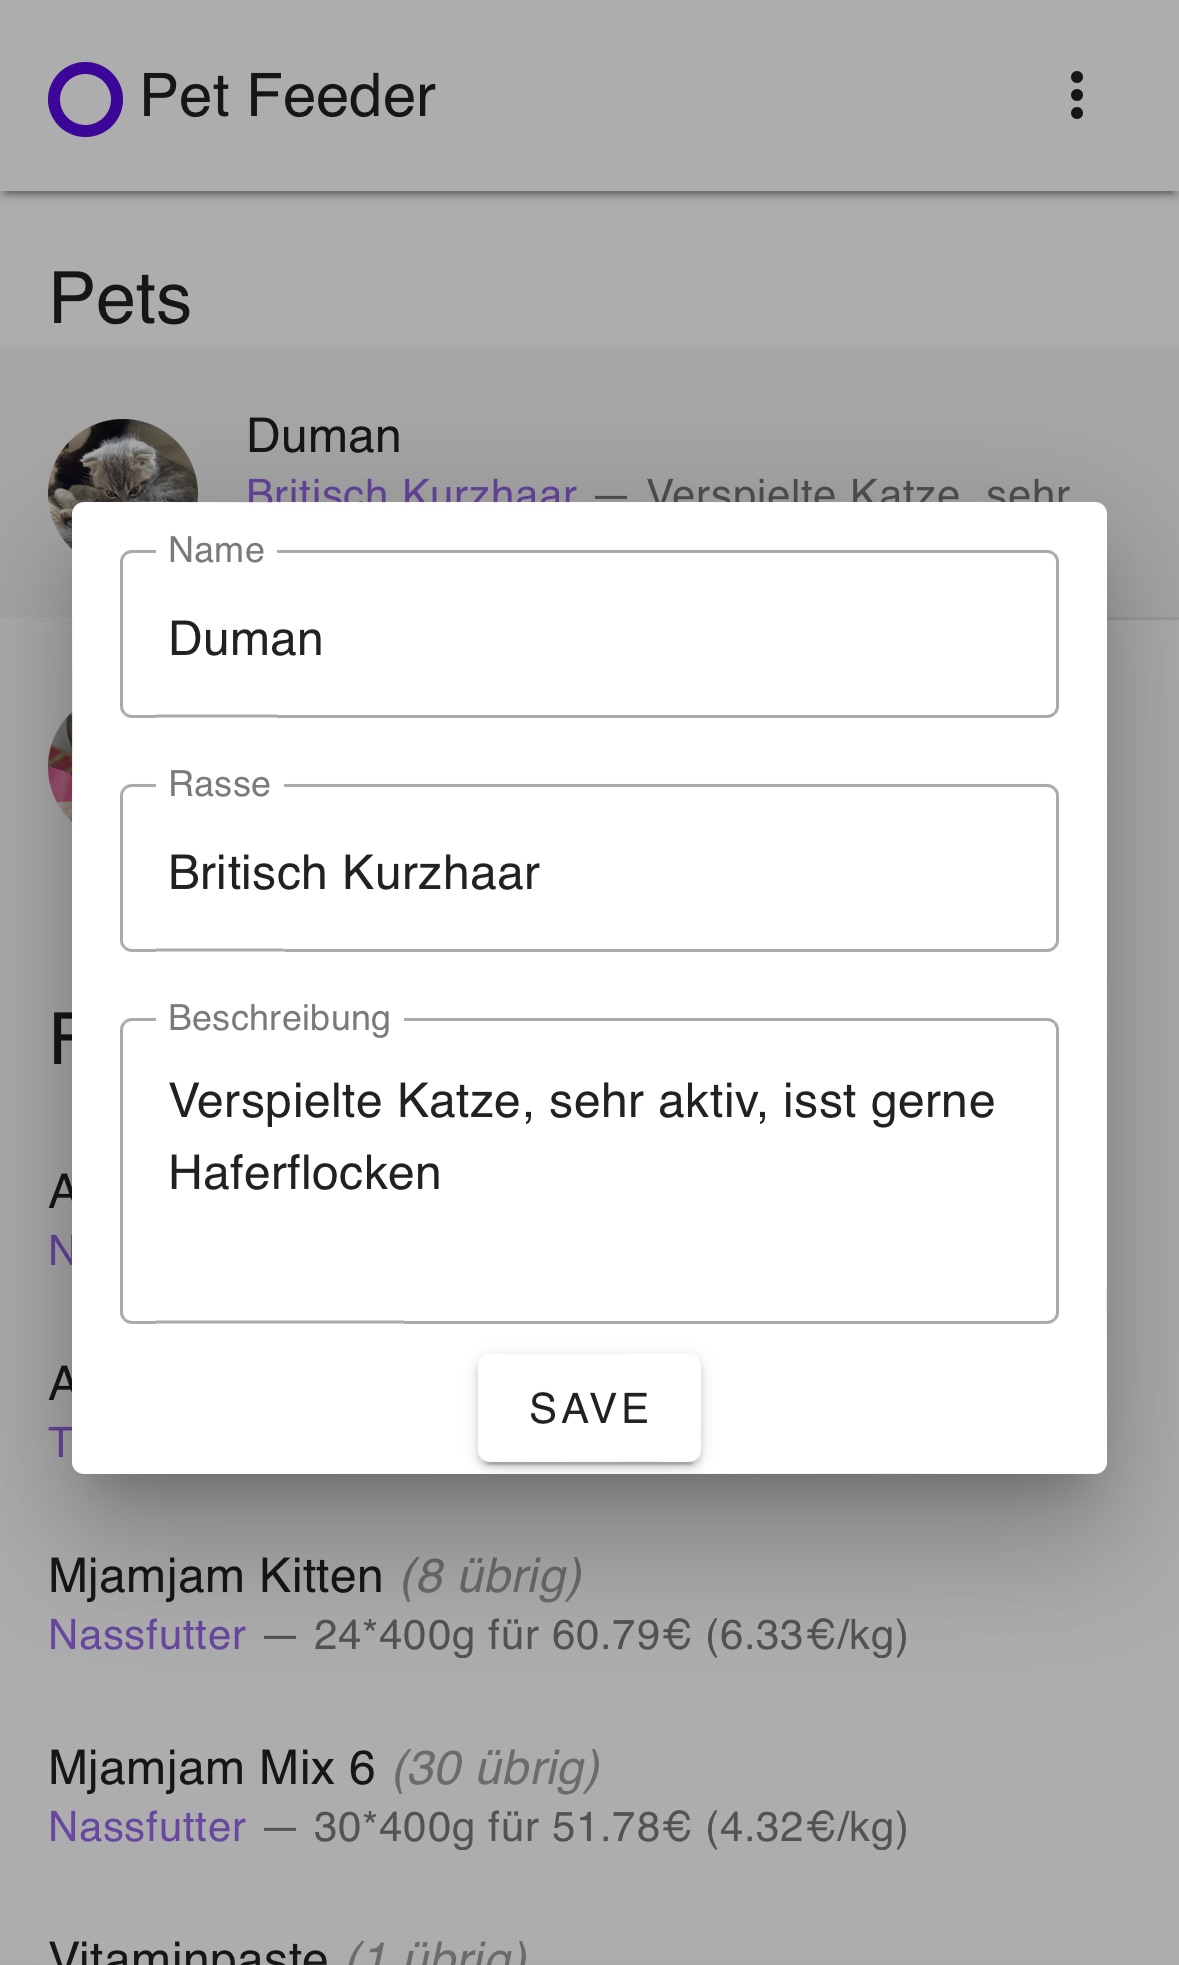 Pet Feeder
Pets
Duman
Britisch Kurzhaar — Verspielte Katze, sehr
Name
Duman
Rasse
Britisch Kurzhaar
Beschreibung
Verspielte Katze, sehr aktiv, isst gerne
Haferflocken
SAVE
Mjamjam Kitten (8 übrig)
Nassfutter — 24*400g für 60.79€ (6.33€/kg)
Mjamjam Mix 6 (30 übrig)
Nassfutter — 30*400g für 51.78€ (4.32€/kg)
Vitaminpaste (1 übrig)